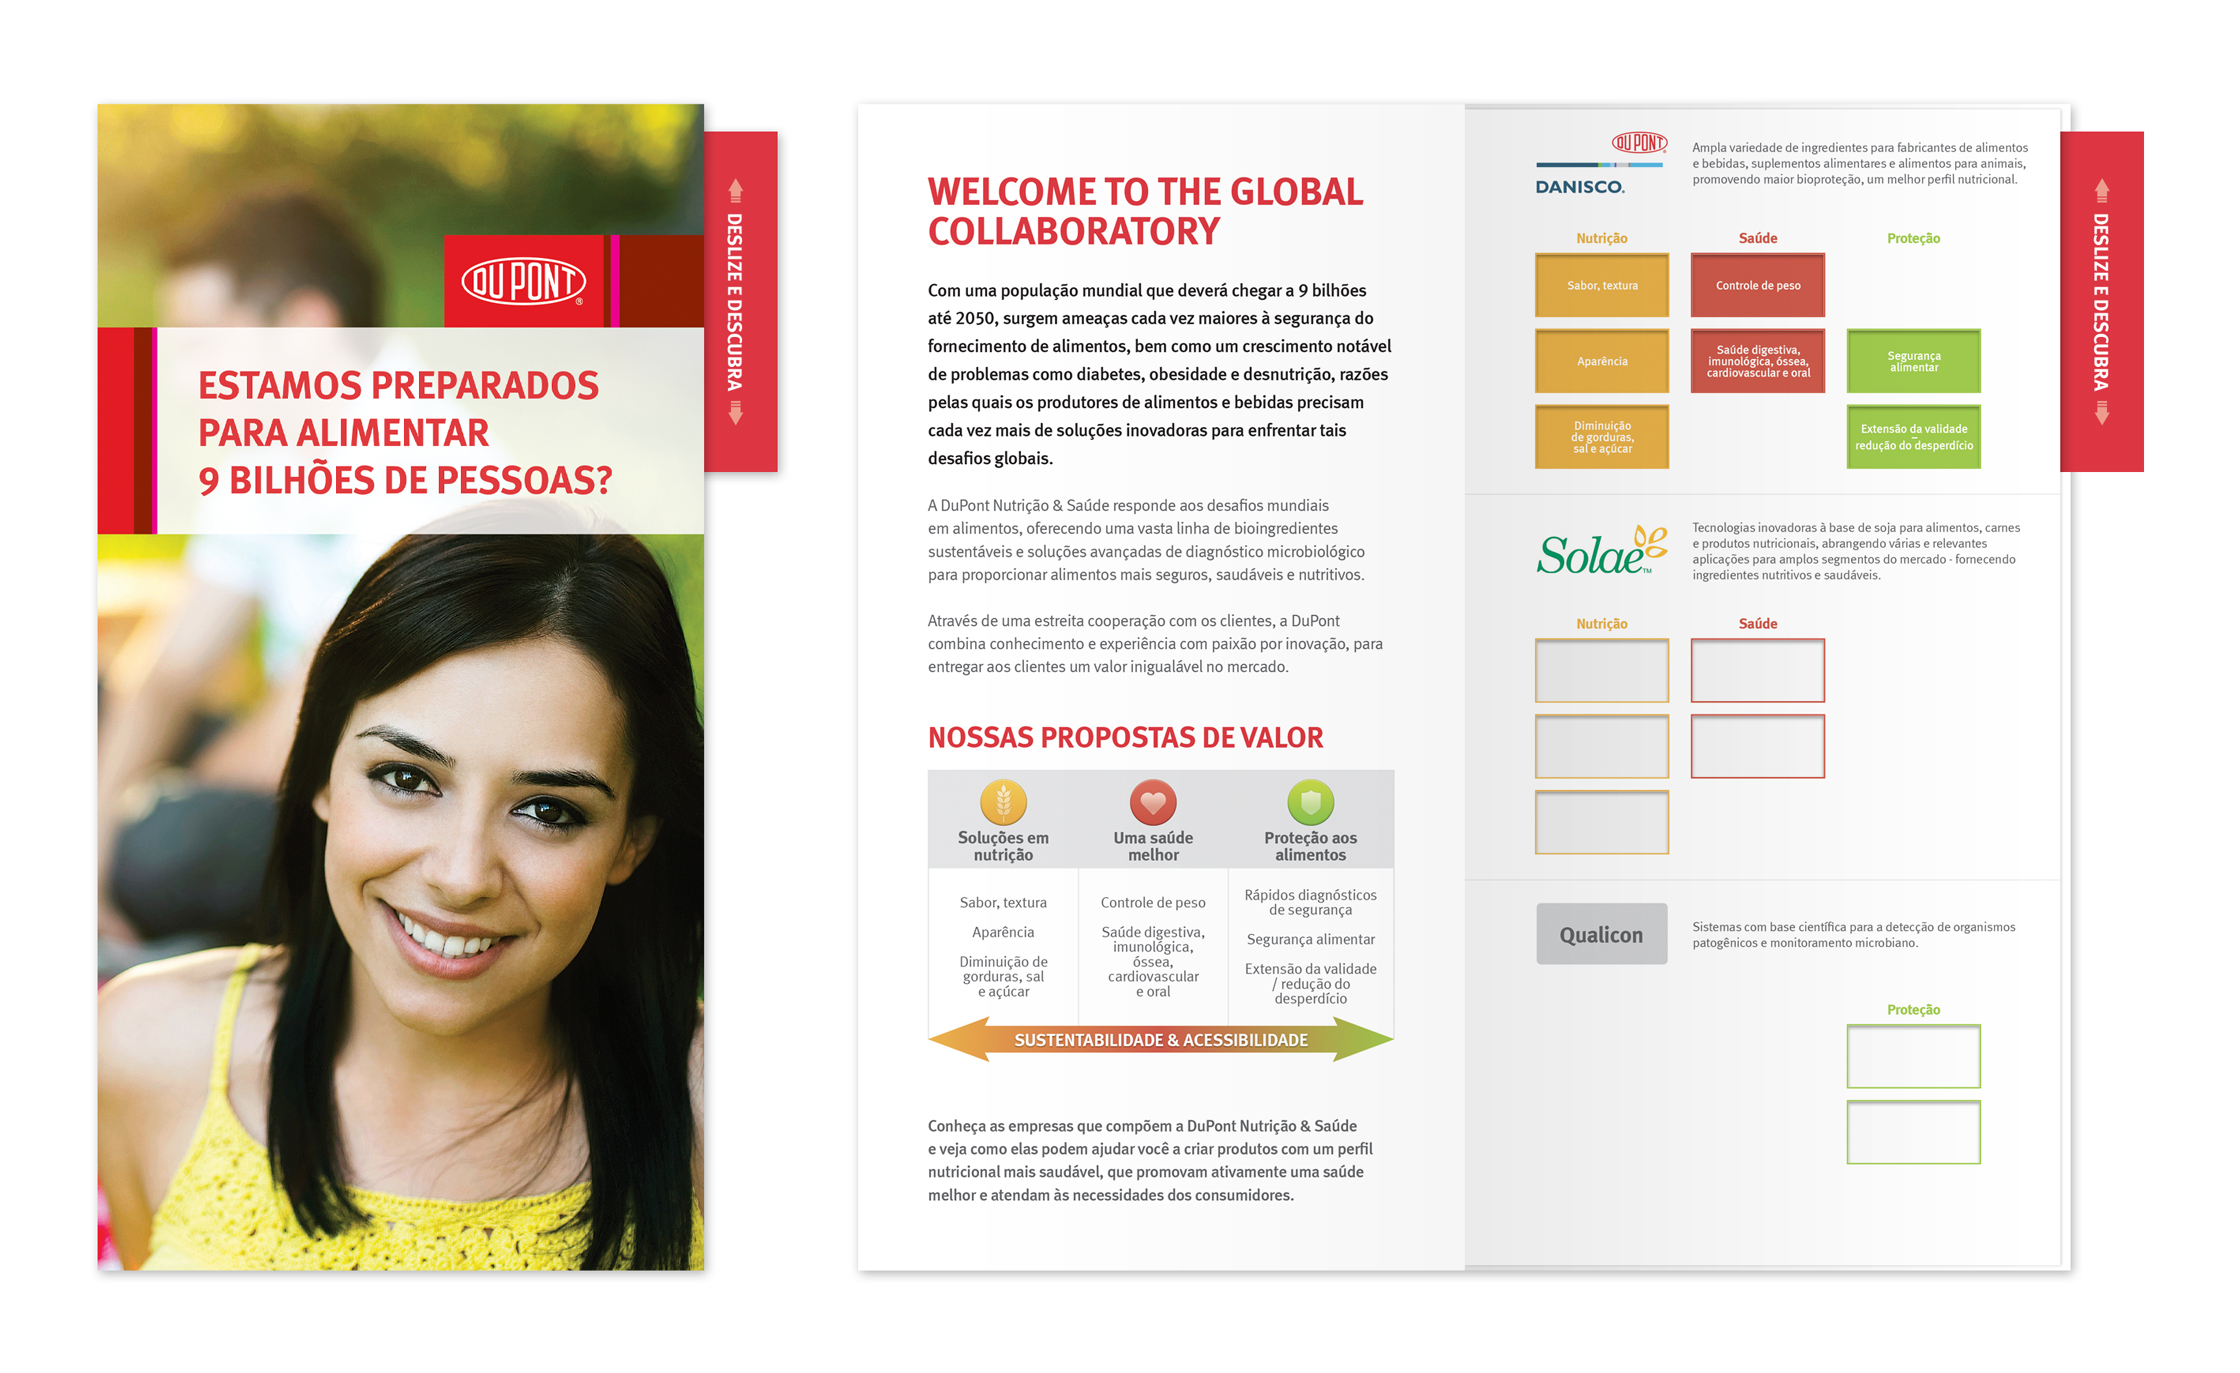 DUPONT®
ESTAMOS PREPARADOS
PARA ALIMENTAR
9 BILHÕES DE PESSOAS?
DESLIZE E DESCUBRA
WELCOME TO THE GLOBAL
COLLABORATORY
Com uma população mundial que deverá chegar a 9 bilhões
até 2050, surgem ameaças cada vez maiores à segurança do
fornecimento de alimentos, bem como um crescimento notável
de problemas como diabetes, obesidade e desnutrição, razões
pelas quais os produtores de alimentos e bebidas precisam
cada vez mais de soluções inovadoras para enfrentar tais
desafios globais.
A DuPont Nutrição & Saúde responde aos desafios mundiais
em alimentos, oferecendo uma vasta linha de bioingredientes
sustentáveis e soluções avançadas de diagnóstico microbiológico
para proporcionar alimentos mais seguros, saudáveis e nutritivos.
Através de uma estreita cooperação com os clientes, a DuPont
combina conhecimento e experiência com paixão por inovação, para
entregar aos clientes um valor inigualável no mercado.
NOSSAS PROPOSTAS DE VALOR
Soluções em
nutrição
Sabor, textura
Aparência
Diminuição de
gorduras, sal
e açúcar
Uma saúde
melhor
Controle de peso
Saúde digestiva,
imunológica,
óssea,
cardiovascular
e oral
Proteção aos
alimentos
Rápidos diagnósticos
de segurança
Segurança alimentar
Extensão da validade
/ redução do
desperdício
SUSTENTABILIDADE & ACESSIBILIDADE
Conheça as empresas que compõem a DuPont Nutrição & Saúde
e veja como elas podem ajudar você a criar produtos com um perfil
nutricional mais saudável, que promovam ativamente uma saúde
melhor e atendam às necessidades dos consumidores.
DUPONT®
DANISCO.
Ampla variedade de ingredientes para fabricantes de alimentos
e bebidas, suplementos alimentares e alimentos para animais,
promovendo maior bioproteção, um melhor perfil nutricional.
Nutrição
Sabor, textura
Aparência
Diminuição
de gorduras,
sal e açúcar
Saúde
Controle de peso
Saúde digestiva,
imunológica, óssea,
cardiovascular e oral
Proteção
Segurança
alimentar
Extensão da validade
–
redução do desperdício
Solae™
Tecnologias inovadoras à base de soja para alimentos, carnes
e produtos nutricionais, abrangendo várias e relevantes
aplicações para amplos segmentos do mercado - fornecendo
ingredientes nutritivos e saudáveis.
Nutrição
Saúde
Qualicon
Sistemas com base científica para a detecção de organismos
patogênicos e monitoramento microbiano.
Proteção
DESLIZE E DESCUBRA